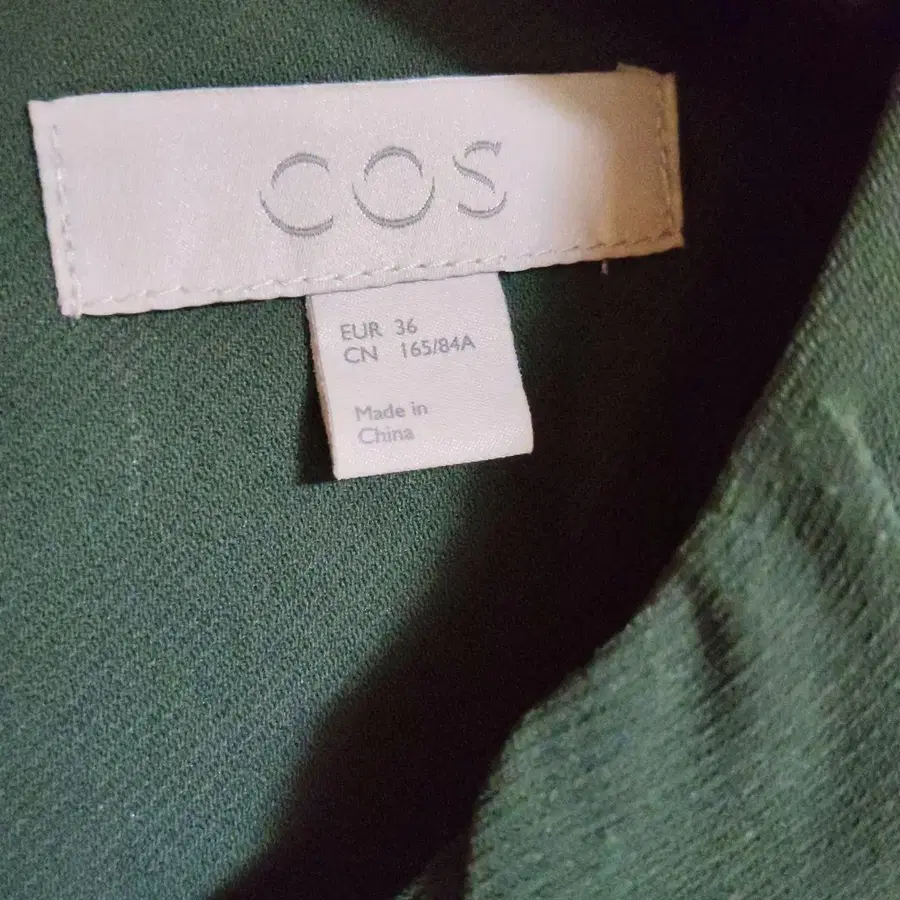 COS
EUR 36
CN 165/84A
Made in
China